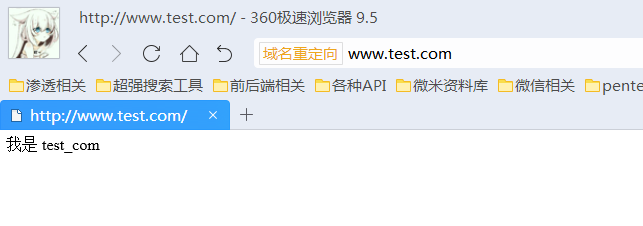 http://www.test.com/ - 360极速浏览器 9.5
域名重定向 www.test.com
渗透相关 超强搜索工具 前后端相关 各种API 微米资料库 微信相关 pente
http://www.test.com/
我是 test_com